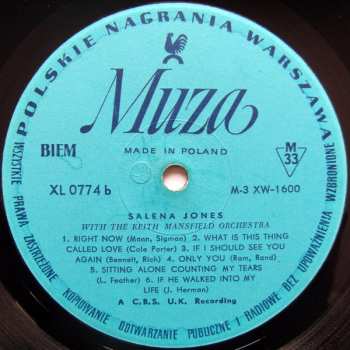 POLSKIE NAGRANIA WARSZAWA
Muza
MADE IN POLAND
BIEM
M
33
XL 0774 b
M-3 XW-1600
SALENA JONES
WITH THE KEITH MANSFIELD ORCHESTRA
1. RIGHT NOW (Mann, Sigman) 2. WHAT IS THIS THING
CALLED LOVE (Cole Porter) 3. IF I SHOULD SEE YOU
AGAIN (Bennett, Rich) 4. ONLY YOU (Ram, Rand)
5. SITTING ALONE COUNTING MY TEARS
(L. Feather) 6. IF HE WALKED INTO MY
LIFE (J. Herman)
A C.B.S. U.K. Recording
WSZYSTKIE PRAWA ZASTRZEŻONE KOPIOWANIE ODTWARZANIE PUBLICZNE I RADIOWE BEZ UPOWAŻNIENIA WZBRONIONE